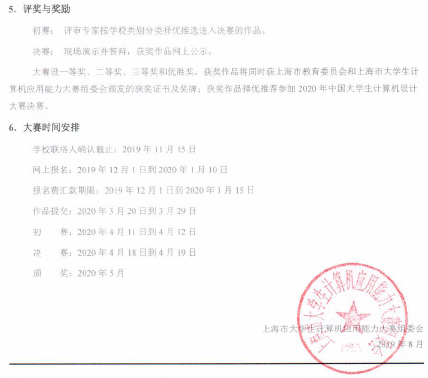 5．评奖与奖励
初赛：评审专家按学校类别分类择优推选进入决赛的作品。
决赛：现场演示并答辩，获奖作品网上公示。
大赛设一等奖、二等奖、三等奖和优胜奖，获奖作品将同时获上海市教育委员会和上海市大学生计
算机应用能力大赛组委会颁发的获奖证书及奖牌；获奖作品择优推荐参加 2020 年中国大学生计算机设计
大赛决赛。
6．大赛时间安排
学校联络人确认截止：2019 年 11 月 15 日
网上报名：2019 年 12 月 1 日到 2020 年 1 月 10 日
报名费汇款期限：2019 年 12 月 1 日到 2020 年 1 月 15 日
作品提交：2020 年 3 月 20 日到 3 月 29 日
初 赛：2020 年 4 月 11 日到 4 月 12 日
决 赛：2020 年 4 月 18 日到 4 月 19 日
颁 奖：2020 年 5 月
上海市大学生计算机应用能力大赛组委会
2019 年 8 月